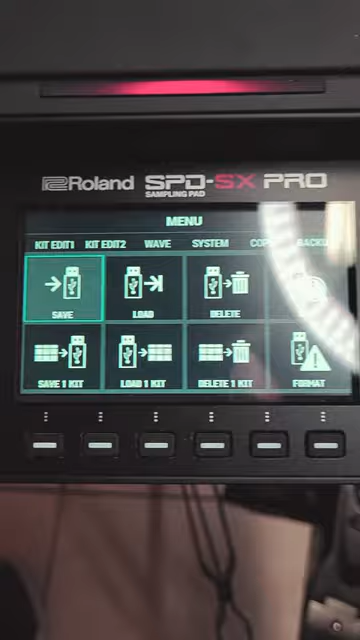 Roland SPD-SX PRO
SAMPLING PAD
MENU
KIT EDIT1 KIT EDIT2 WAVE SYSTEM
SAVE LOAD DELETE
SAVE 1 KIT LOAD 1 KIT DELETE 1 KIT FORMAT